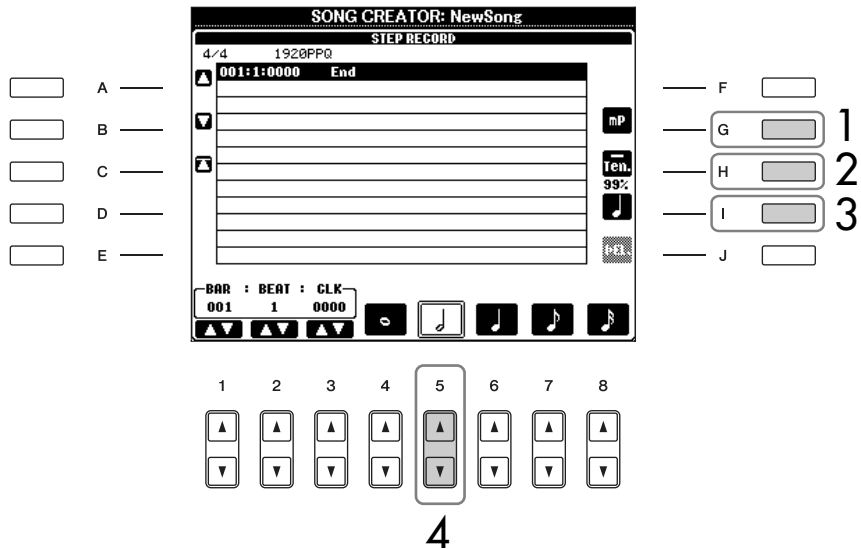 SONG CREATOR: NewSong
STEP RECORD
4/4 1920PPQ
001:1:0000 End
A
B
C
D
E
F
G 1
H 2
I 3
J
mP
Ten.
99%
DEL.
BAR : BEAT : CLK
001 1 0000
1 2 3 4 5 6 7 8
4